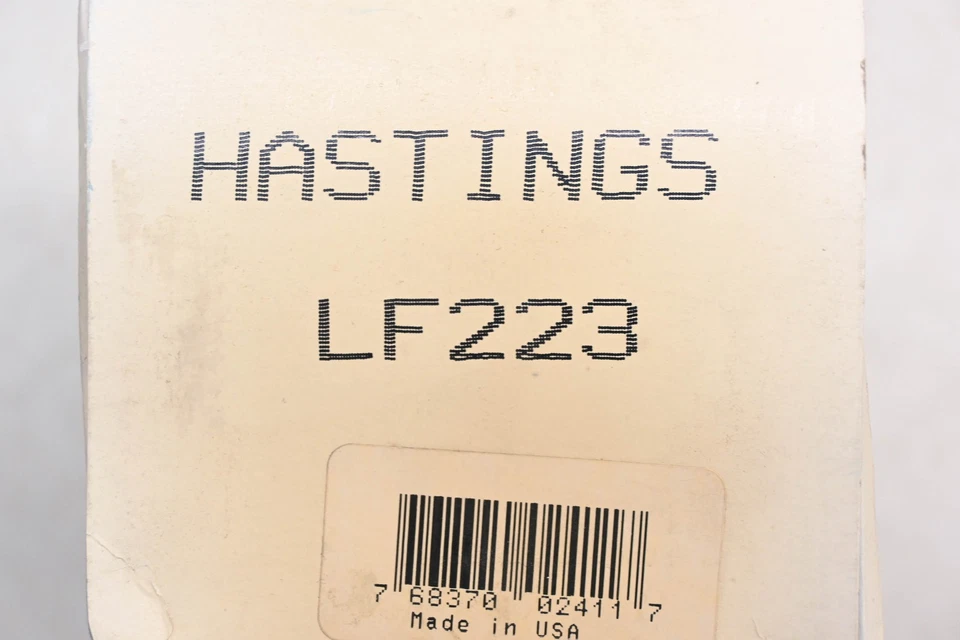 HASTINGS
LF223
7 68370 02411 7
Made in USA